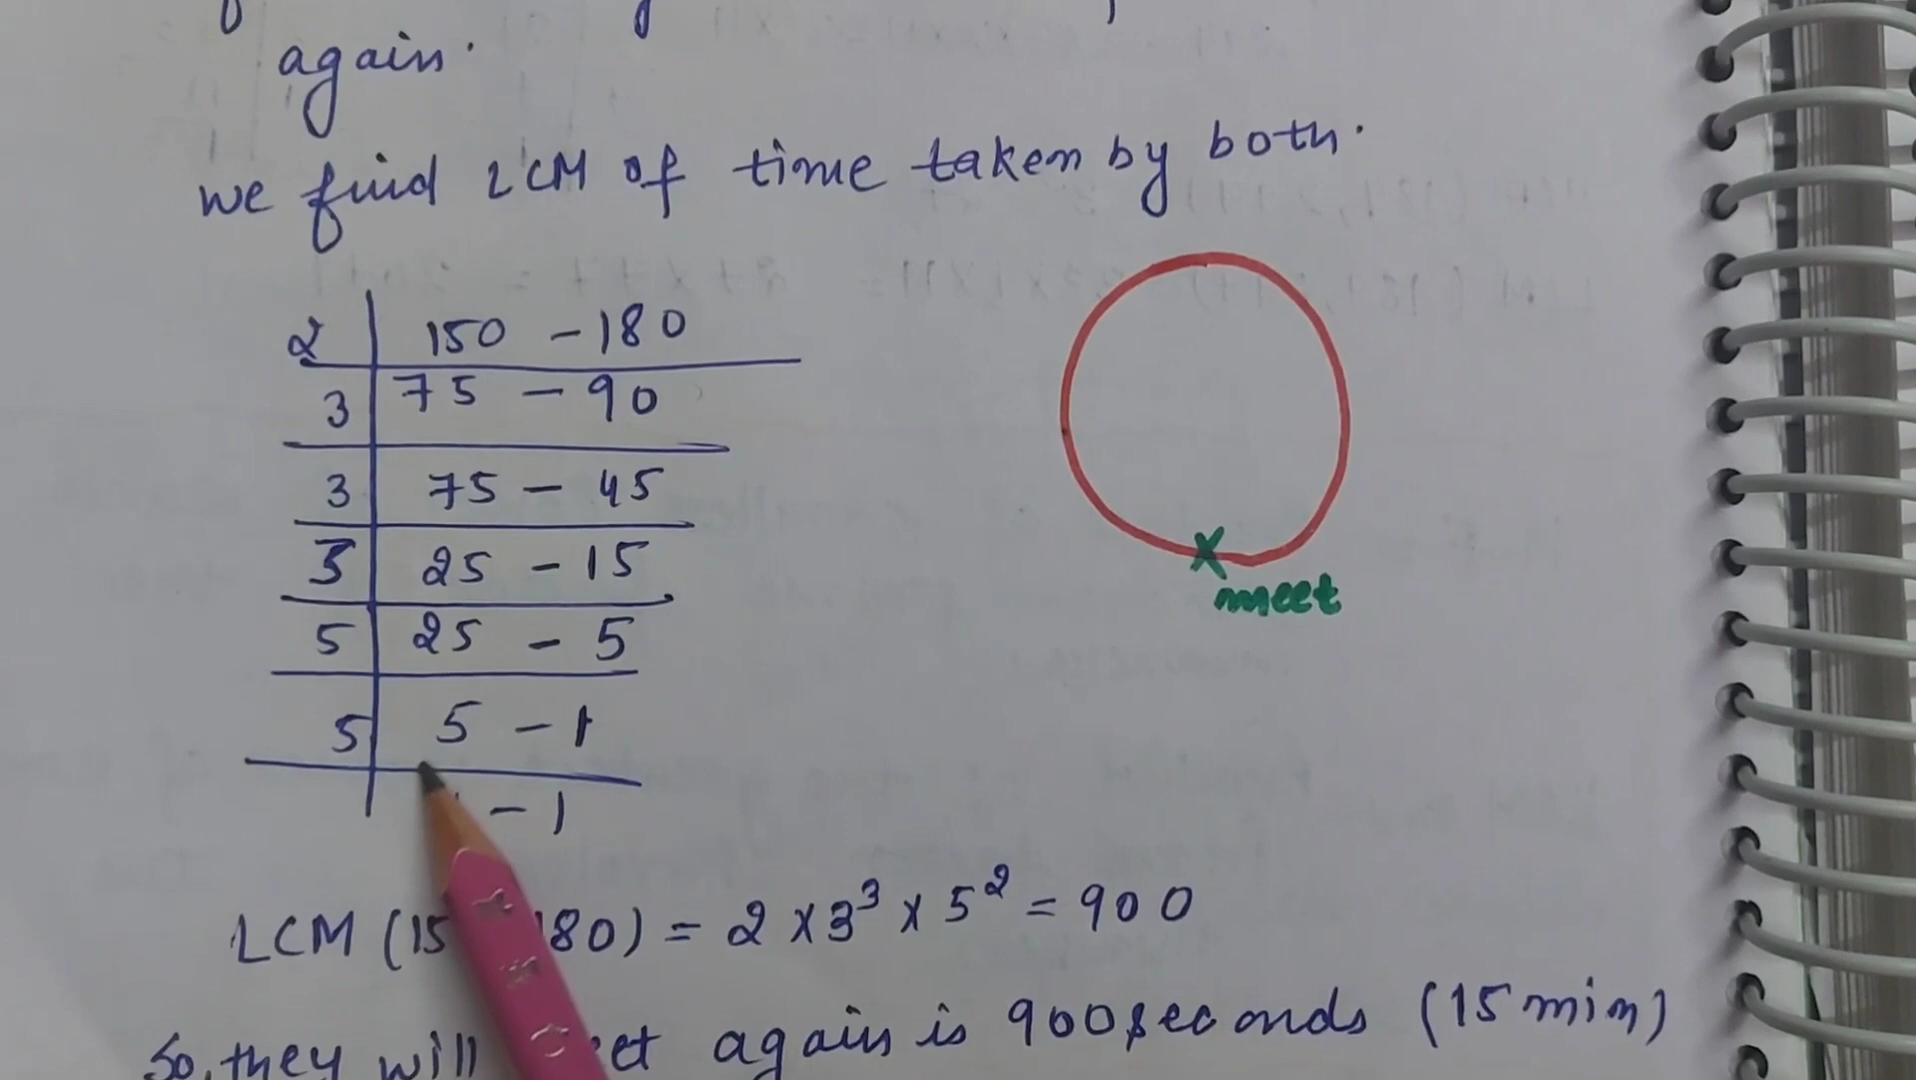 again.
we find LCM of time taken by both.
2 | 150 - 180
3 | 75 - 90
3 | 75 - 45
3 | 25 - 15
5 | 25 - 5
5 | 5 - 1
- 1
LCM (15 180) = 2 x 3³ x 5² = 900
So, they will again is 900 seconds (15 min)
meet